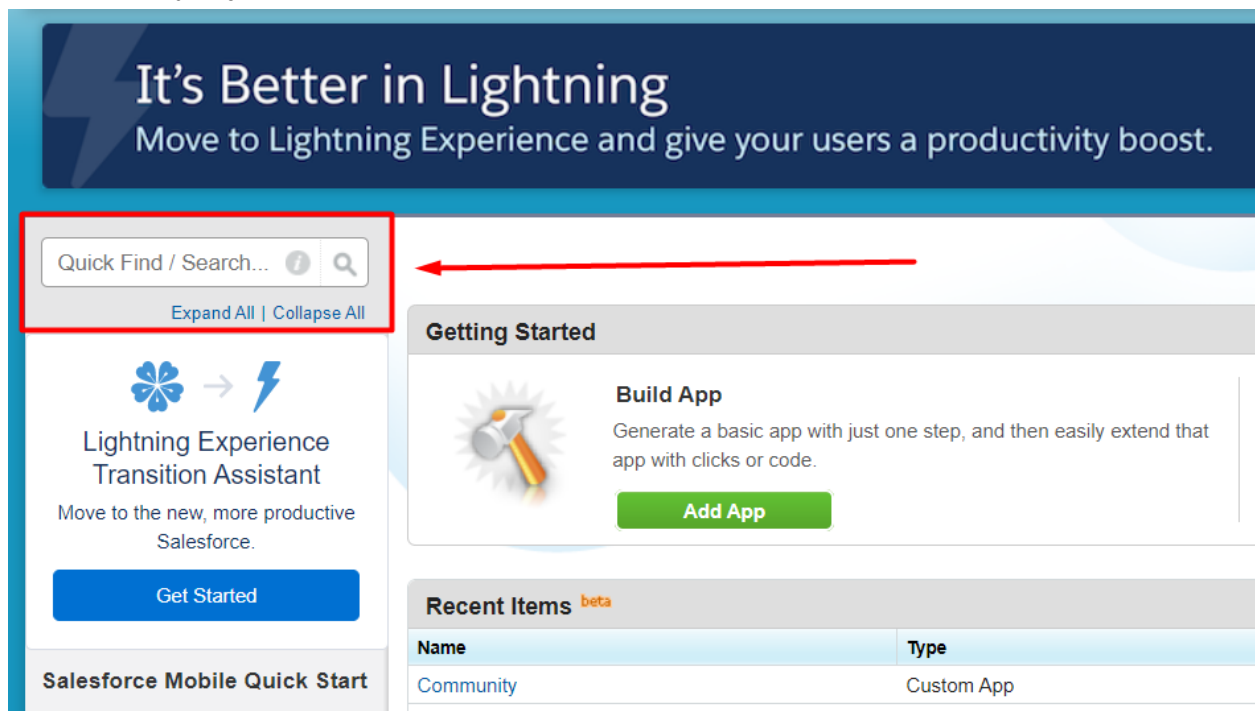 It's Better in Lightning
Move to Lightning Experience and give your users a productivity boost.
Quick Find / Search...
Expand All | Collapse All
Lightning Experience
Transition Assistant
Move to the new, more productive
Salesforce.
Get Started
Salesforce Mobile Quick Start
Getting Started
Build App
Generate a basic app with just one step, and then easily extend that
app with clicks or code.
Add App
Recent Items beta
Name Type
Community Custom App